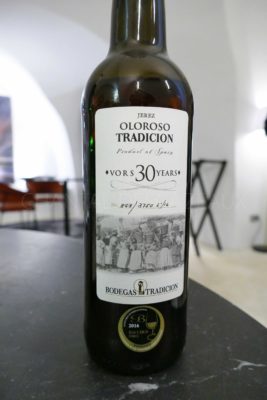 JEREZ
OLOROSO
TRADICION
Product of Spain
VORS 30 YEARS
BODEGAS TRADICION
2016